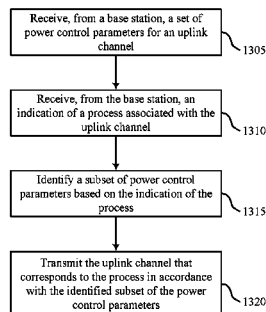 Receive, from a base station, a set of
power control parameters for an uplink
channel
1305
Receive, from the base station, an
indication of a process associated with the
uplink channel
1310
Identify a subset of power control
parameters based on the indication of the
process
1315
Transmit the uplink channel that
corresponds to the process in accordance
with the identified subset of the power
control parameters
1320